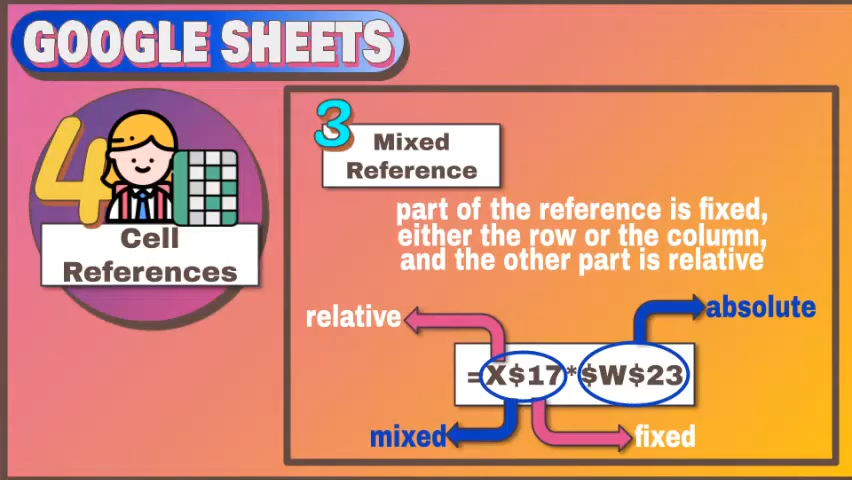 GOOGLE SHEETS
4
Cell
References
3
Mixed
Reference
part of the reference is fixed,
either the row or the column,
and the other part is relative
relative
absolute
=X$17*$W$23
mixed
fixed